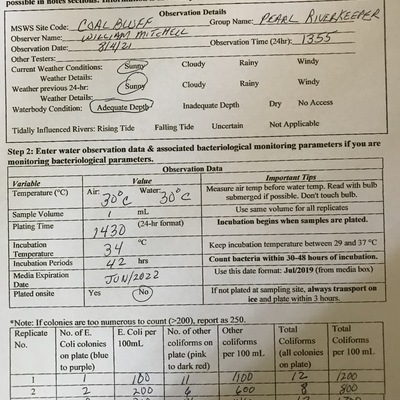 possible in notes sections.
Observation Details
MSWS Site Code: COAL BLUFF Group Name: PEARL RIVERKEEPER
Observer Name: WILLIAM MITCHELL
Observation Date: 8/4/21 Observation Time (24hr): 1355
Other Testers:
Current Weather Conditions: Sunny Cloudy Rainy Windy
Weather Details:
Weather previous 24-hr: Sunny Cloudy Rainy Windy
Weather Details:
Waterbody Condition: Adequate Depth Inadequate Depth Dry No Access
Tidally Influenced Rivers: Rising Tide Falling Tide Uncertain Not Applicable
Step 2: Enter water observation data & associated bacteriological monitoring parameters if you are
monitoring bacteriological parameters.
Observation Data
Variable Value Important Tips
Temperature (°C) Air: 30°C Water: 30°C Measure air temp before water temp. Read with bulb
submerged if possible. Don't touch bulb.
Sample Volume 1 mL Use same volume for all replicates
Plating Time 1430 (24-hr format) Incubation begins when samples are plated.
Incubation
Temperature 34 °C Keep incubation temperature between 29 and 37 °C
Incubation Periods 42 hrs Count bacteria within 30-48 hours of incubation.
Media Expiration
Date JUN/2022 Use this date format: Jul/2019 (from media box)
Plated onsite Yes No If not plated at sampling site, always transport on
ice and plate within 3 hours.
*Note: If colonies are too numerous to count (>200), report as 250.
Replicate No. of E. E. Coli per No. of other Other Total Total
No. Coli colonies 100mL coliforms on coliforms Coliforms Coliforms
on plate (blue plate (pink per 100 mL (all colonies per 100 mL
to purple) to dark red) on plate)
1 1 100 11 1100 12 1200
2 2 200 6 600 8 800